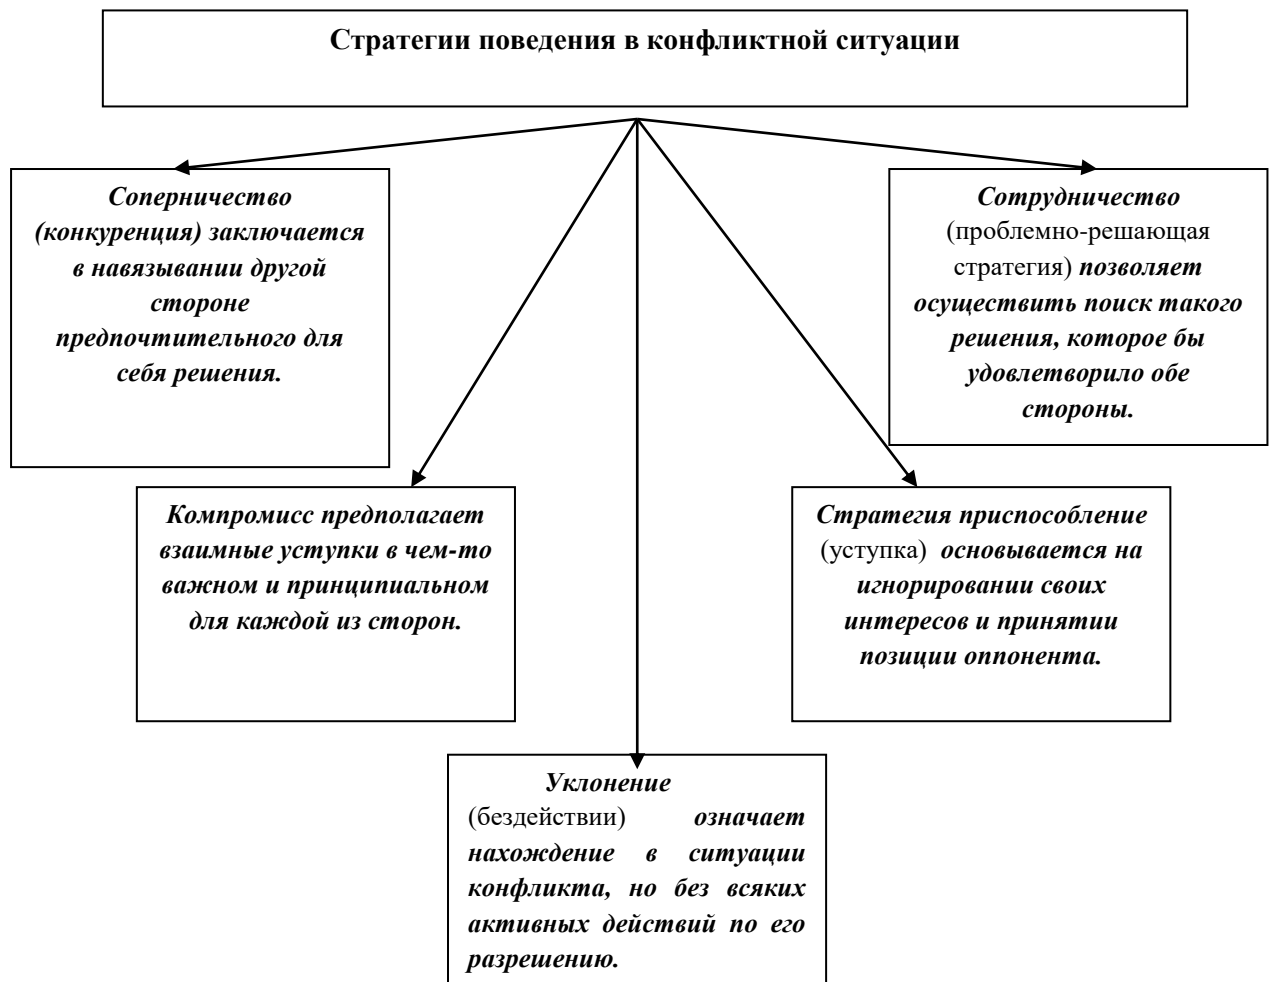 Стратегии поведения в конфликтной ситуации
Соперничество
(конкуренция) заключается
в навязывании другой
стороне
предпочтительного для
себя решения.
Сотрудничество
(проблемно-решающая
стратегия) позволяет
осуществить поиск такого
решения, которое бы
удовлетворило обе
стороны.
Компромисс предполагает
взаимные уступки в чем-то
важном и принципиальном
для каждой из сторон.
Стратегия приспособление
(уступка) основывается на
игнорировании своих
интересов и принятии
позиции оппонента.
Уклонение
(бездействии) означает
нахождение в ситуации
конфликта, но без всяких
активных действий по его
разрешению.